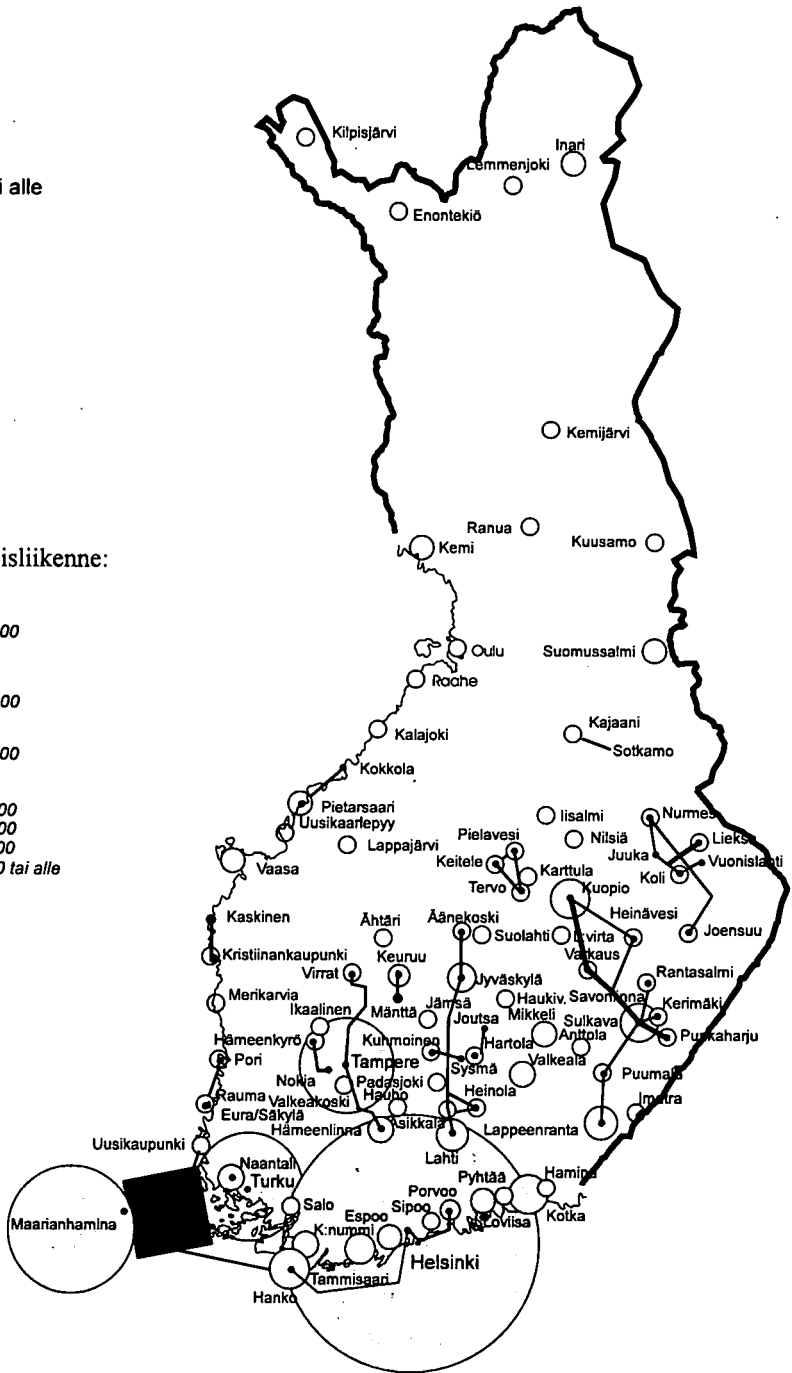 Kilpisjärvi
Inari
Lemmenjoki
i alle
Enontekiö
Kemijärvi
Ranua
Kemi
Kuusamo
isliikenne:
00
Oulu
Suomussalmi
Raahe
00
Kajaani
Kalajoki
Sotkamo
00
Kokkola
00
Pietarsaari
Iisalmi
Nurmes
00
Uusikaarlepyy
Pielavesi
Nilsiä
Lieksa
00
Lappajärvi
Juuka
Vuonislahti
0 tai alle
Vaasa
Keitele
Karttula
Koli
Tervo
Kuopio
Kaskinen
Heinävesi
Ähtäri
Äänekoski
Suolahti
L:virta
Joensuu
Kristiinankaupunki
Keuruu
Varkaus
Virrat
Jyväskylä
Rantasalmi
Merikarvia
Haukiv.
Savonlinna
Kerimäki
Ikaalinen
Mänttä
Jämsä
Joutsa
Mikkeli
Sulkava
Hämeenkyrö
Kuhmoinen
Hartola
Anttola
Punkaharju
Pori
Tampere
Sysmä
Valkeala
Puumala
Nokia
Padasjoki
Rauma
Valkeakoski
Hauho
Heinola
Imatra
Eura/Säkylä
Asikkala
Hämeenlinna
Lappeenranta
Uusikaupunki
Lahti
Naantali
Turku
Pyhtää
Hamina
Maarianhamina
Salo
Porvoo
Espoo
Sipoo
Loviisa
Kotka
K:nummi
Tammisaari
Helsinki
Hanko